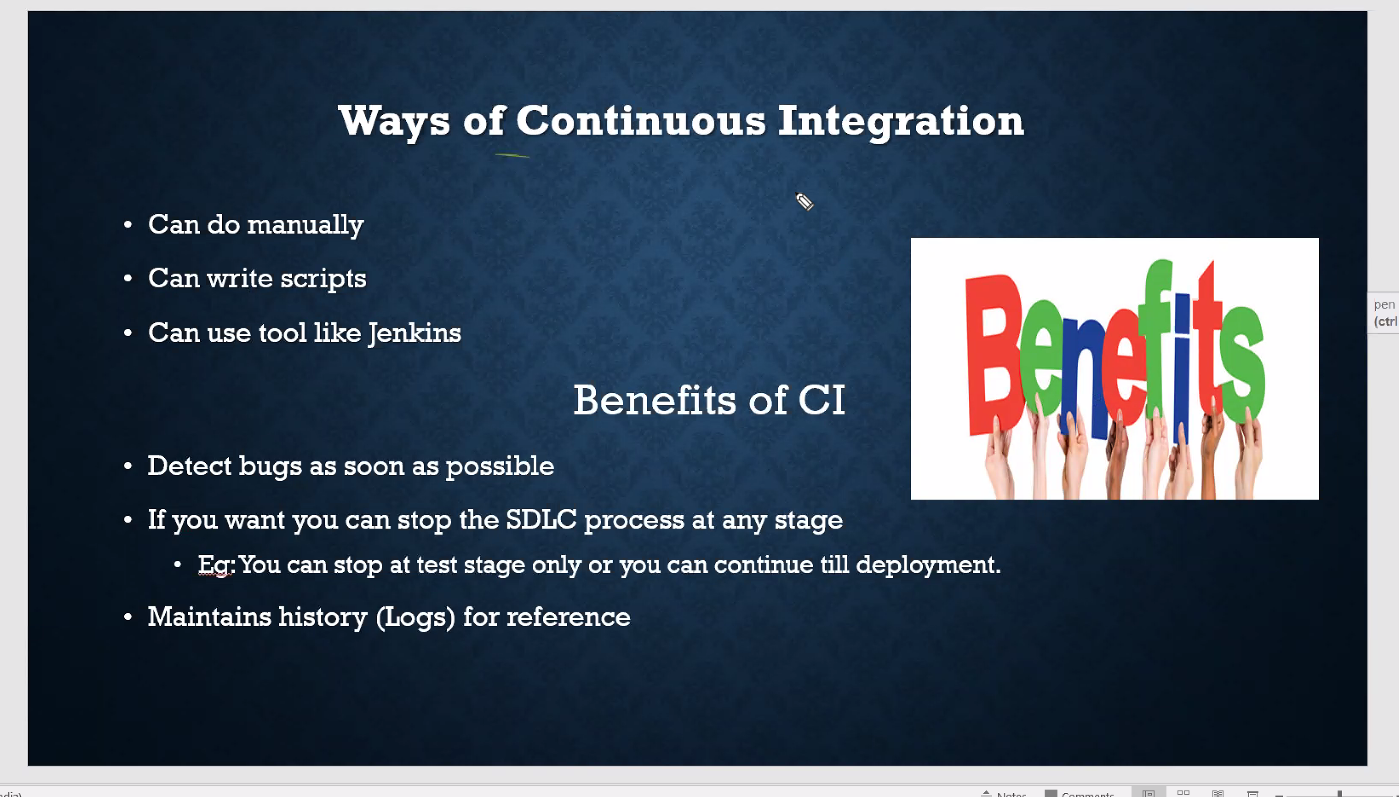 Ways of Continuous Integration
• Can do manually
• Can write scripts
• Can use tool like Jenkins
Benefits
Benefits of CI
• Detect bugs as soon as possible
• If you want you can stop the SDLC process at any stage
• Eg: You can stop at test stage only or you can continue till deployment.
• Maintains history (Logs) for reference
pen
(ctrl
Notes
Comments